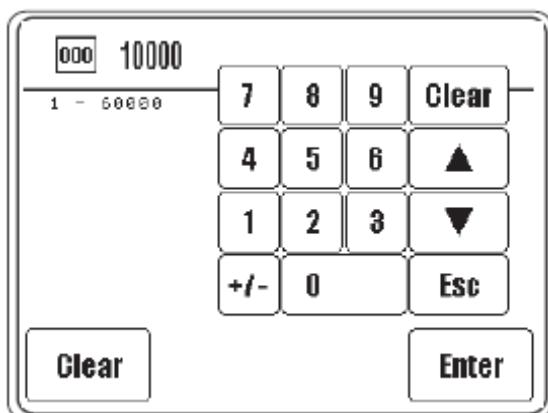 000 10000
1 - 60000
7 8 9 Clear
4 5 6 ▲
1 2 3 ▼
+/- 0 Esc
Clear Enter